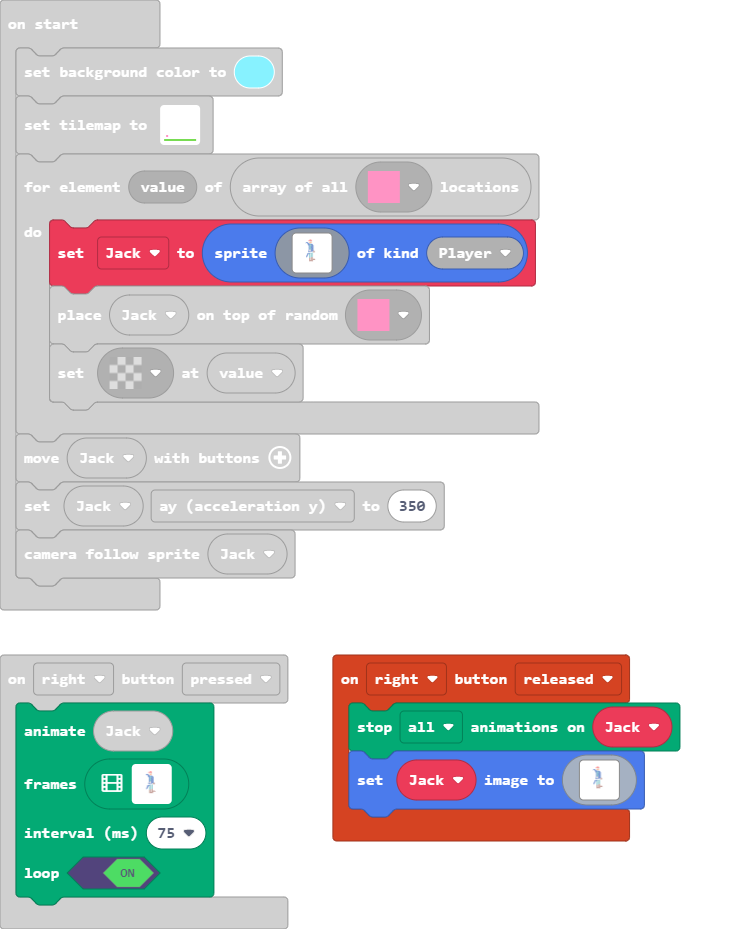 on start
set background color to
set tilemap to
for element value of array of all locations
do
set Jack to sprite of kind Player
place Jack on top of random
set at value
move Jack with buttons
set Jack ay (acceleration y) to 350
camera follow sprite Jack
on right button pressed
animate Jack
frames
interval (ms) 75
loop ON
on right button released
stop all animations on Jack
set Jack image to